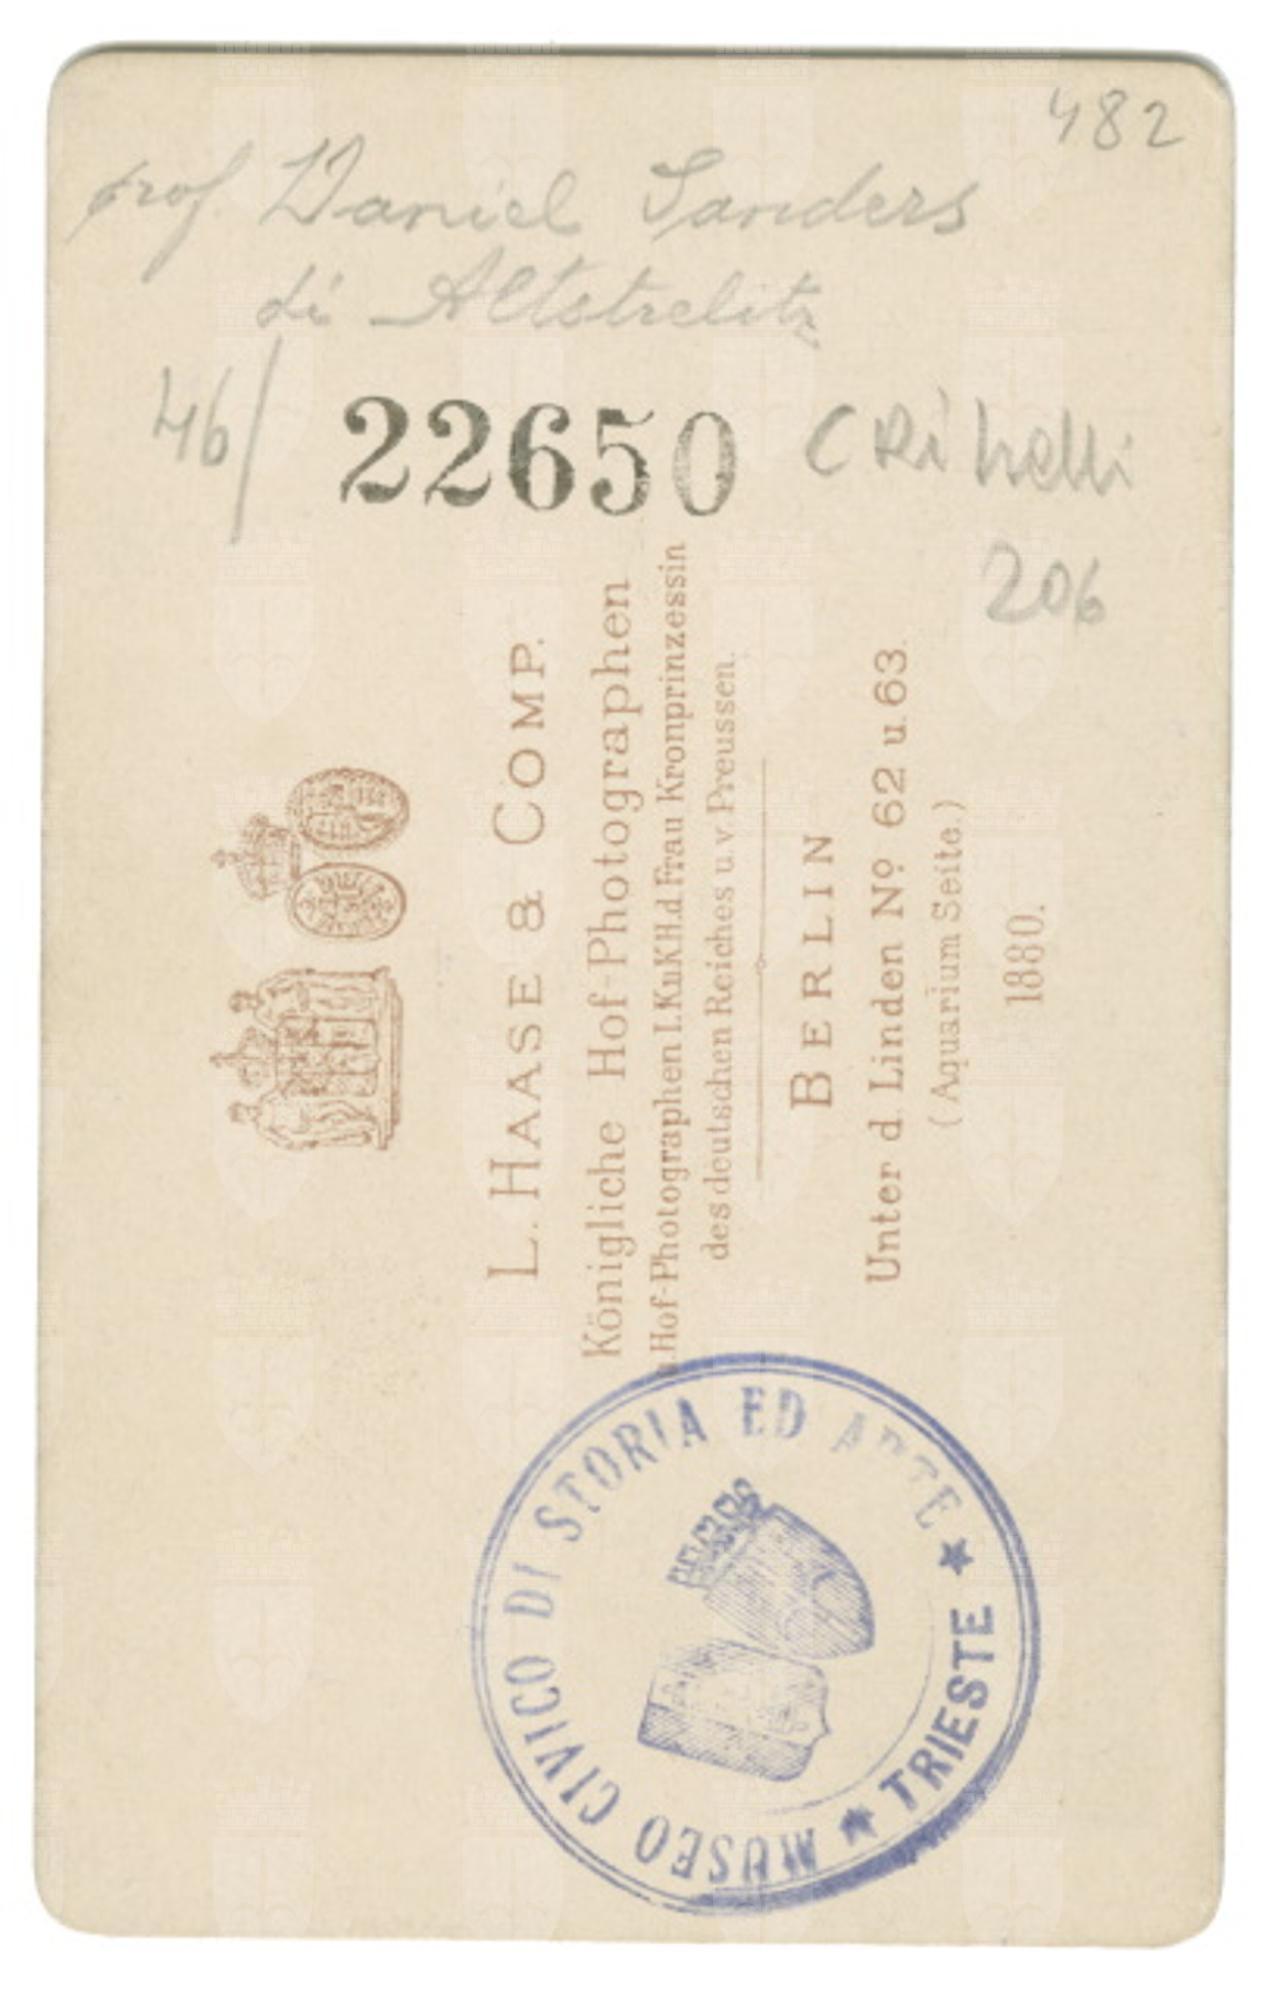 482
prof. Daniel Sanders
di Altstrelitz
46/ 22650
206
L. HAASE & COMP.
Königliche Hof-Photographen
u.Hof-Photographen I.K.u.K.H.d.Frau Kronprinzessin
des deutschen Reiches u.v Preussen.
BERLIN
Unter d Linden No 62 u.63.
(Aquarium Seite.)
1880.
MUSEO CIVICO DI STORIA ED ARTE
★ TRIESTE ★